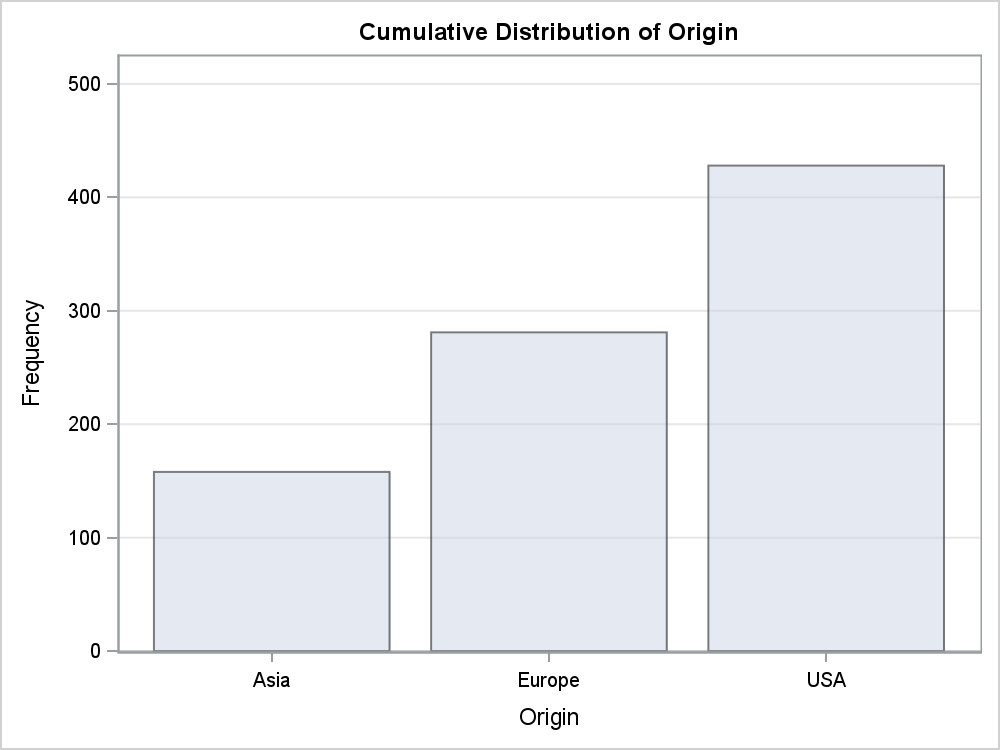 Cumulative Distribution of Origin
500
400
300
200
100
0
Frequency
Asia
Europe
USA
Origin